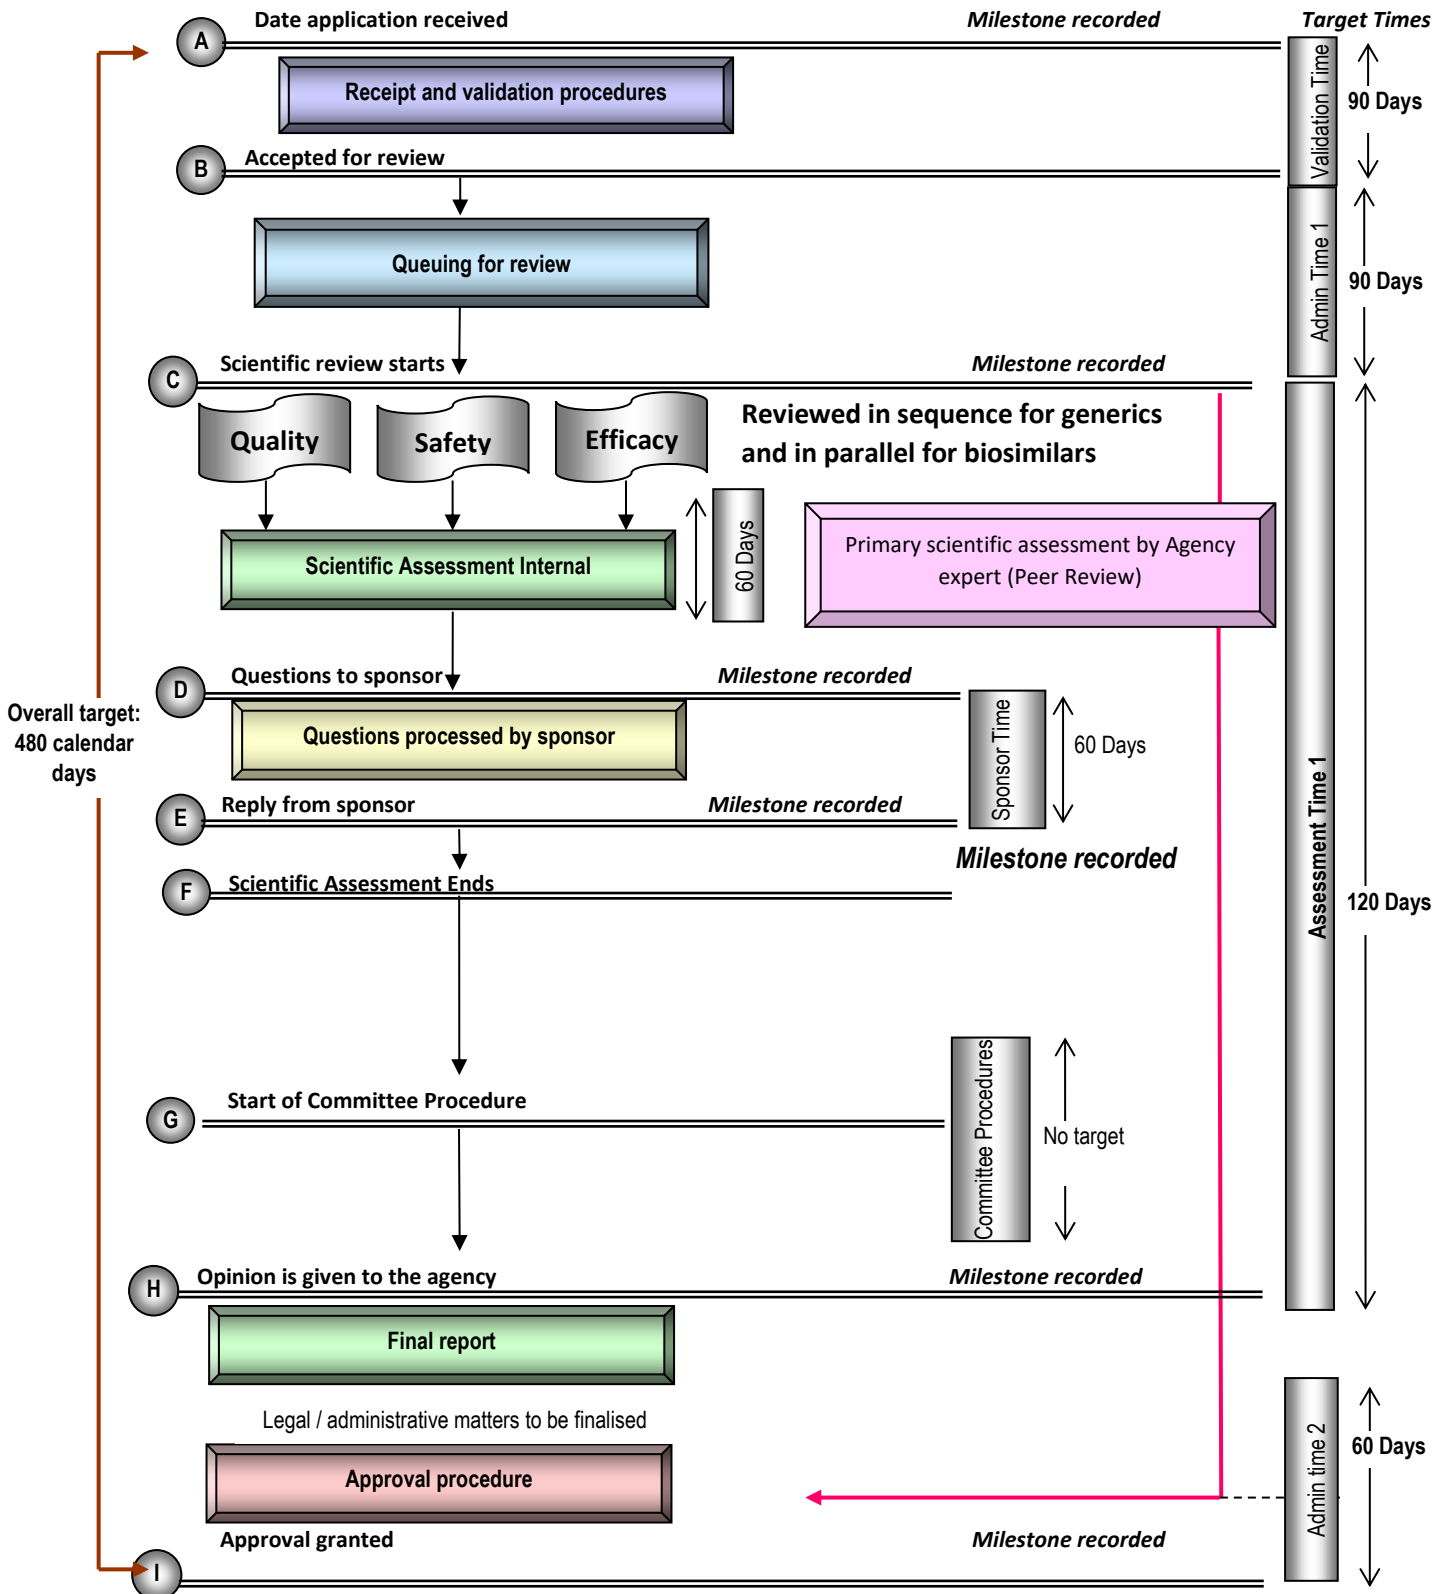 Date application received
Milestone recorded
Target Times
A
Receipt and validation procedures
Validation Time
90 Days
Accepted for review
B
Queuing for review
Admin Time 1
90 Days
Scientific review starts
Milestone recorded
C
Quality
Safety
Efficacy
Reviewed in sequence for generics
and in parallel for biosimilars
Scientific Assessment Internal
60 Days
Primary scientific assessment by Agency
expert (Peer Review)
Questions to sponsor
Milestone recorded
D
Overall target:
480 calendar
days
Questions processed by sponsor
Sponsor Time
60 Days
Reply from sponsor
Milestone recorded
E
Milestone recorded
Scientific Assessment Ends
F
Assessment Time 1
120 Days
Start of Committee Procedure
G
Committee Procedures
No target
Opinion is given to the agency
Milestone recorded
H
Final report
Legal / administrative matters to be finalised
Approval procedure
Admin time 2
60 Days
Approval granted
Milestone recorded
I